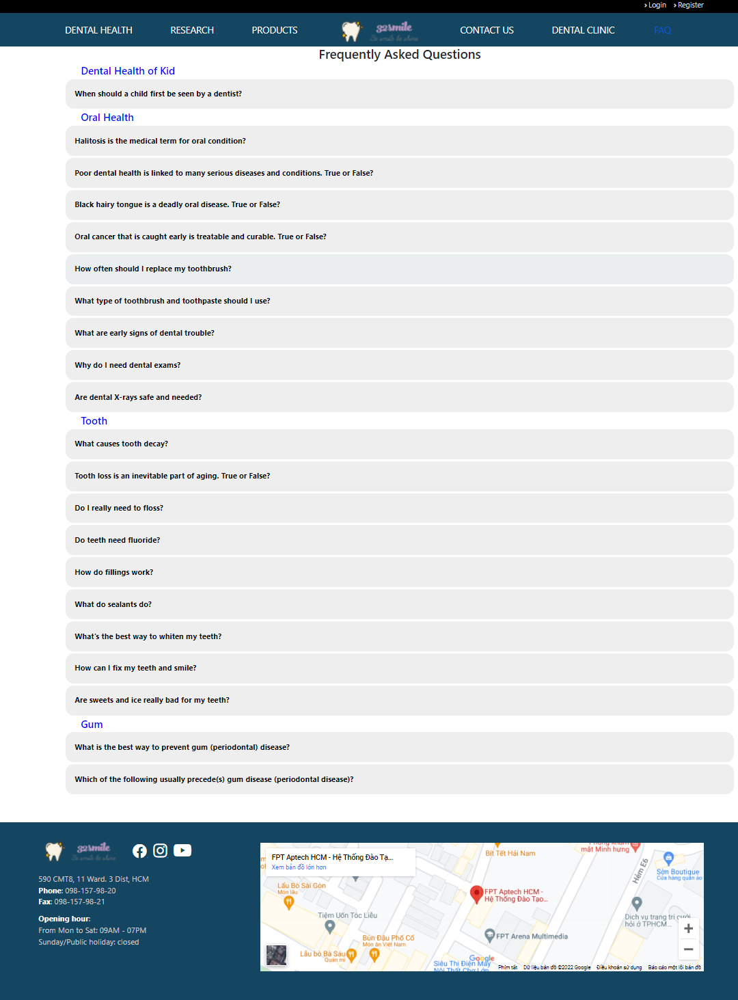 Login Register
DENTAL HEALTH RESEARCH PRODUCTS 32smile CONTACT US DENTAL CLINIC FAQ
Be smile be shine
Frequently Asked Questions
Dental Health of Kid
When should a child first be seen by a dentist?
Oral Health
Halitosis is the medical term for oral condition?
Poor dental health is linked to many serious diseases and conditions. True or False?
Black hairy tongue is a deadly oral disease. True or False?
Oral cancer that is caught early is treatable and curable. True or False?
How often should I replace my toothbrush?
What type of toothbrush and toothpaste should I use?
What are early signs of dental trouble?
Why do I need dental exams?
Are dental X-rays safe and needed?
Tooth
What causes tooth decay?
Tooth loss is an inevitable part of aging. True or False?
Do I really need to floss?
Do teeth need fluoride?
How do fillings work?
What do sealants do?
What's the best way to whiten my teeth?
How can I fix my teeth and smile?
Are sweets and ice really bad for my teeth?
Gum
What is the best way to prevent gum (periodontal) disease?
Which of the following usually precede(s) gum disease (periodontal disease)?
32smile
Be smile be shine
590 CMT8, 11 Ward. 3 Dist, HCM
Phone: 098-157-98-20
Fax: 098-157-98-21
Opening hour:
From Mon to Sat: 09AM - 07PM
Sunday/Public holiday: closed
FPT Aptech HCM - Hệ Thống Đào Tạ...
Xem bản đồ lớn hơn
Bít Tết Hải Nam
mắt Minh hưng
Hẻm E6
Sờm Boutique
Cửa hàng quần áo
Lẩu Bò Sài Gòn
Món lẩu
FPT Aptech HCM -
Hệ Thống Đào Tạo...
Tiệm Uốn Tóc Liễu
Dịch vụ trang trí cưới
hỏi ở TPHCM...
Bún Đậu Phố Cổ
Món ăn Việt Nam
FPT Arena Multimedia
Lẩu bò Bà Sáu
Quán mì
Google
Siêu Thị Điện Máy
Nội Thất Chợ Lớn
Phím tắt Dữ liệu bản đồ ©2022 Google Điều khoản sử dụng Báo cáo một lỗi bản đồ